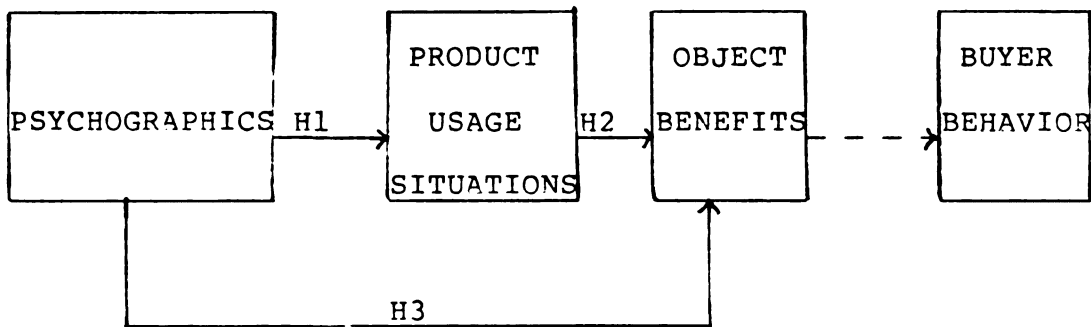 PRODUCT
USAGE
SITUATIONS
OBJECT
BENEFITS
BUYER
BEHAVIOR
PSYCHOGRAPHICS
H1
H2
H3